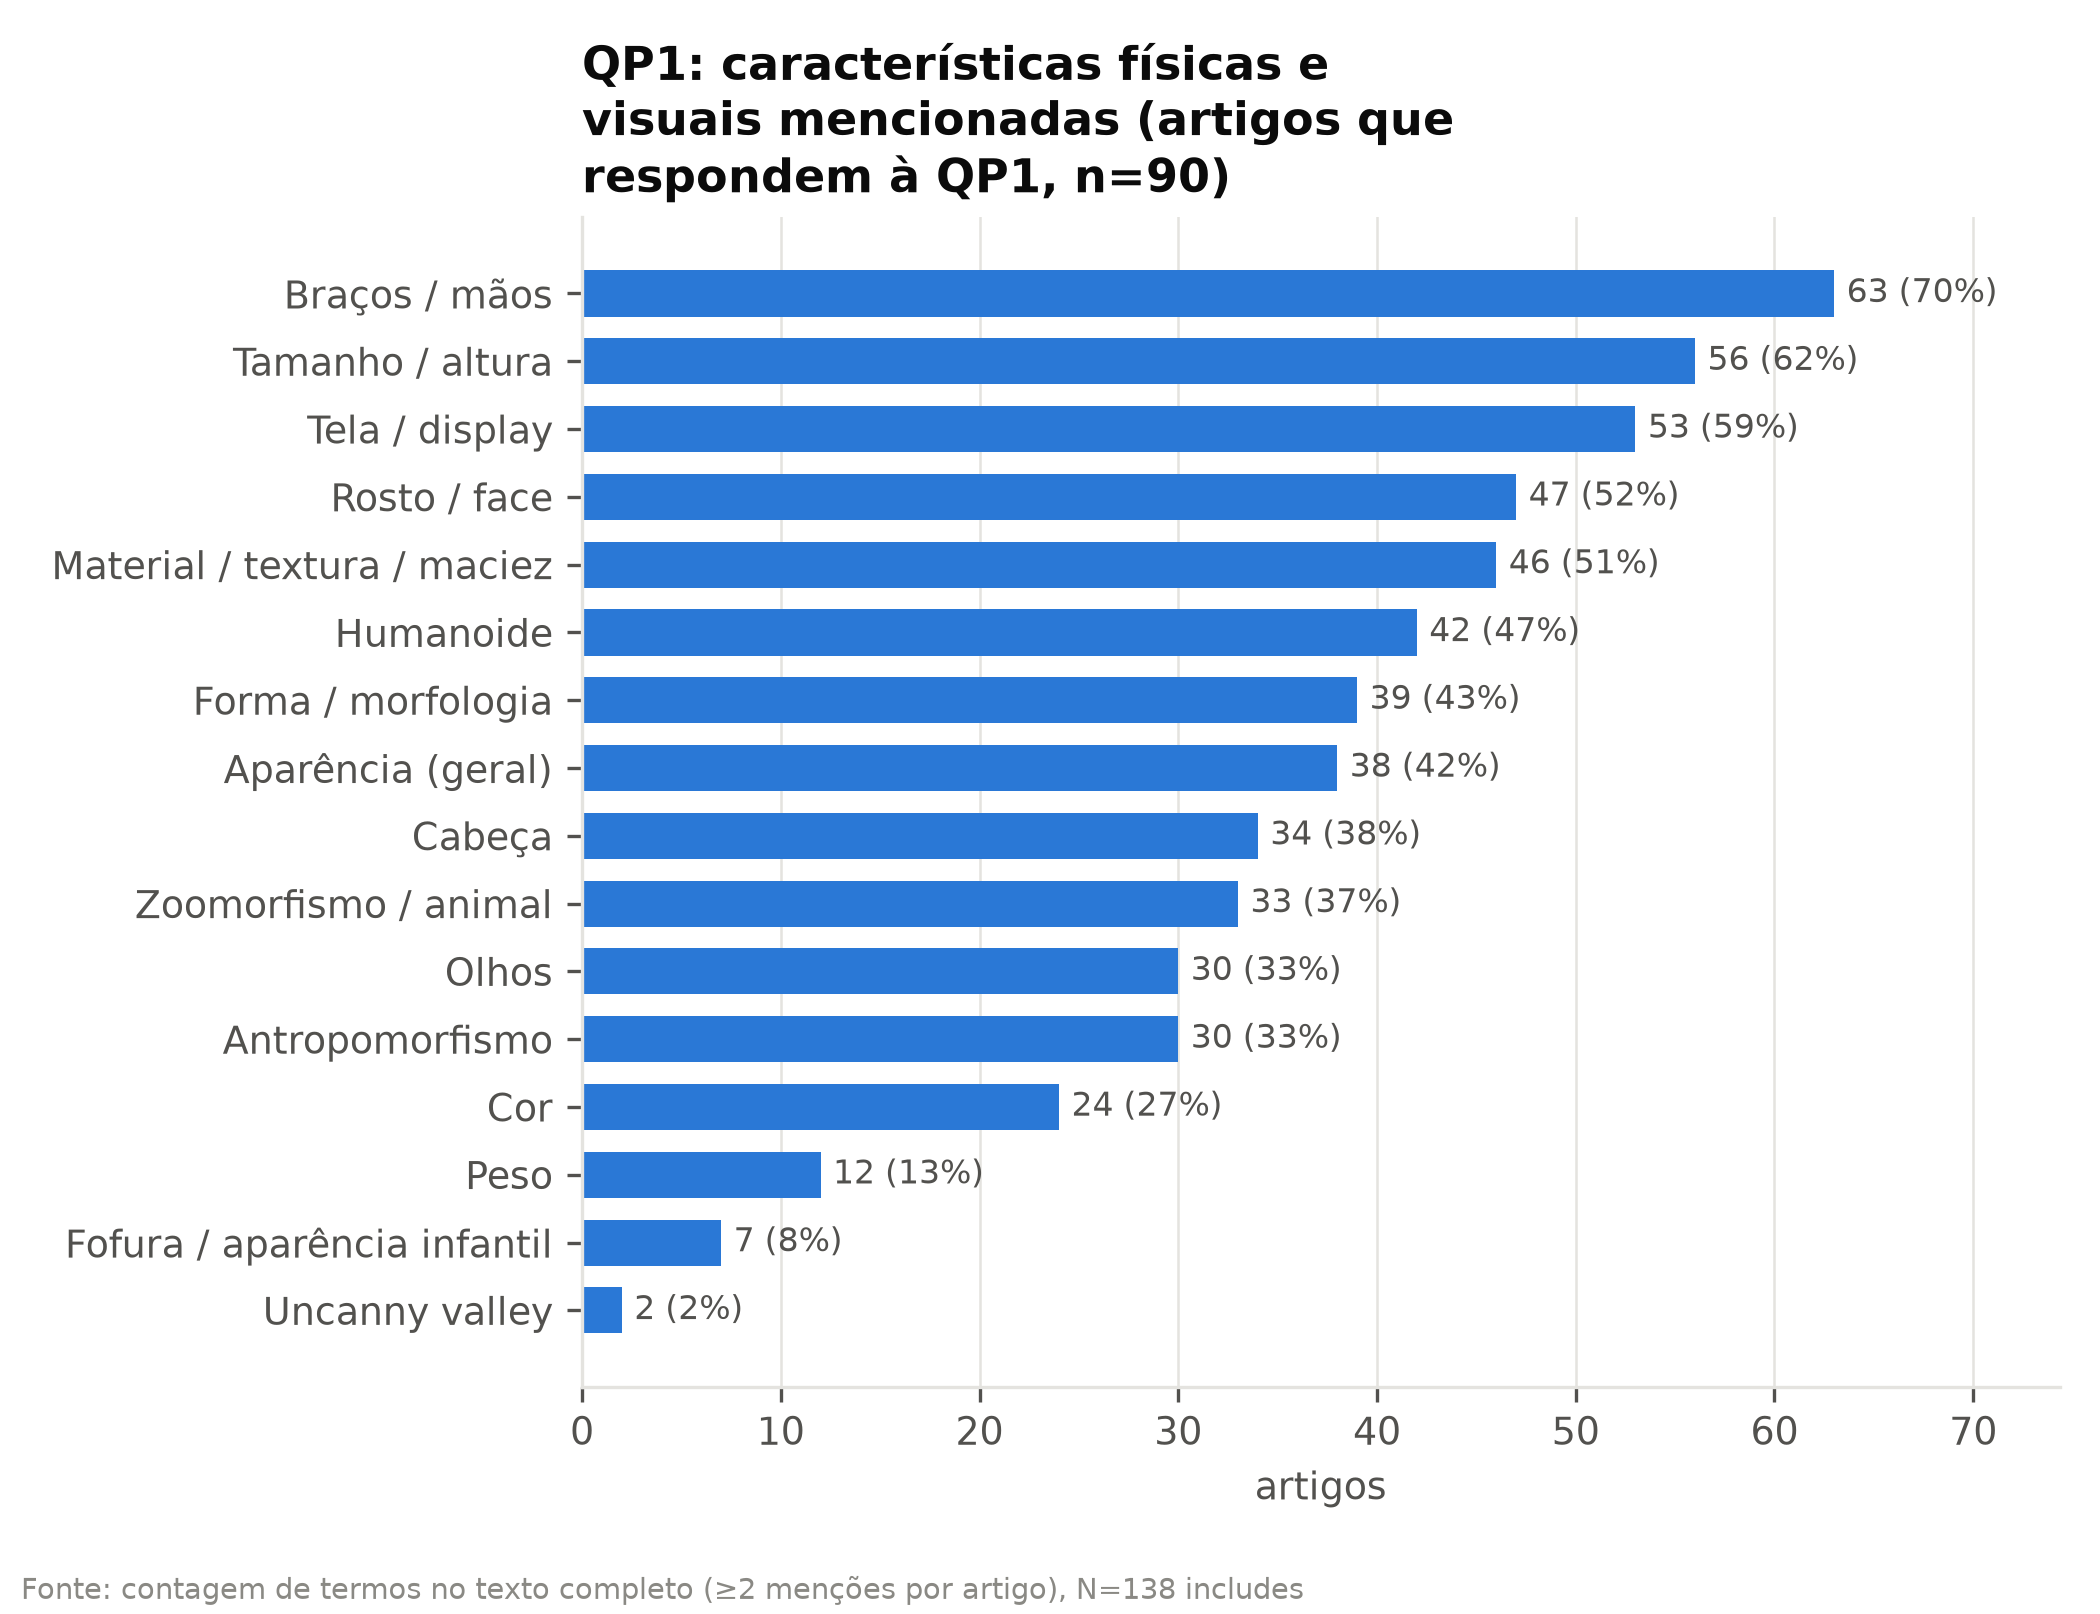 QP1: características físicas e
visuais mencionadas (artigos que
respondem à QP1, n=90)
Braços / mãos 63 (70%)
Tamanho / altura 56 (62%)
Tela / display 53 (59%)
Rosto / face 47 (52%)
Material / textura / maciez 46 (51%)
Humanoide 42 (47%)
Forma / morfologia 39 (43%)
Aparência (geral) 38 (42%)
Cabeça 34 (38%)
Zoomorfismo / animal 33 (37%)
Olhos 30 (33%)
Antropomorfismo 30 (33%)
Cor 24 (27%)
Peso 12 (13%)
Fofura / aparência infantil 7 (8%)
Uncanny valley 2 (2%)
0 10 20 30 40 50 60 70
artigos
Fonte: contagem de termos no texto completo (≥2 menções por artigo), N=138 includes